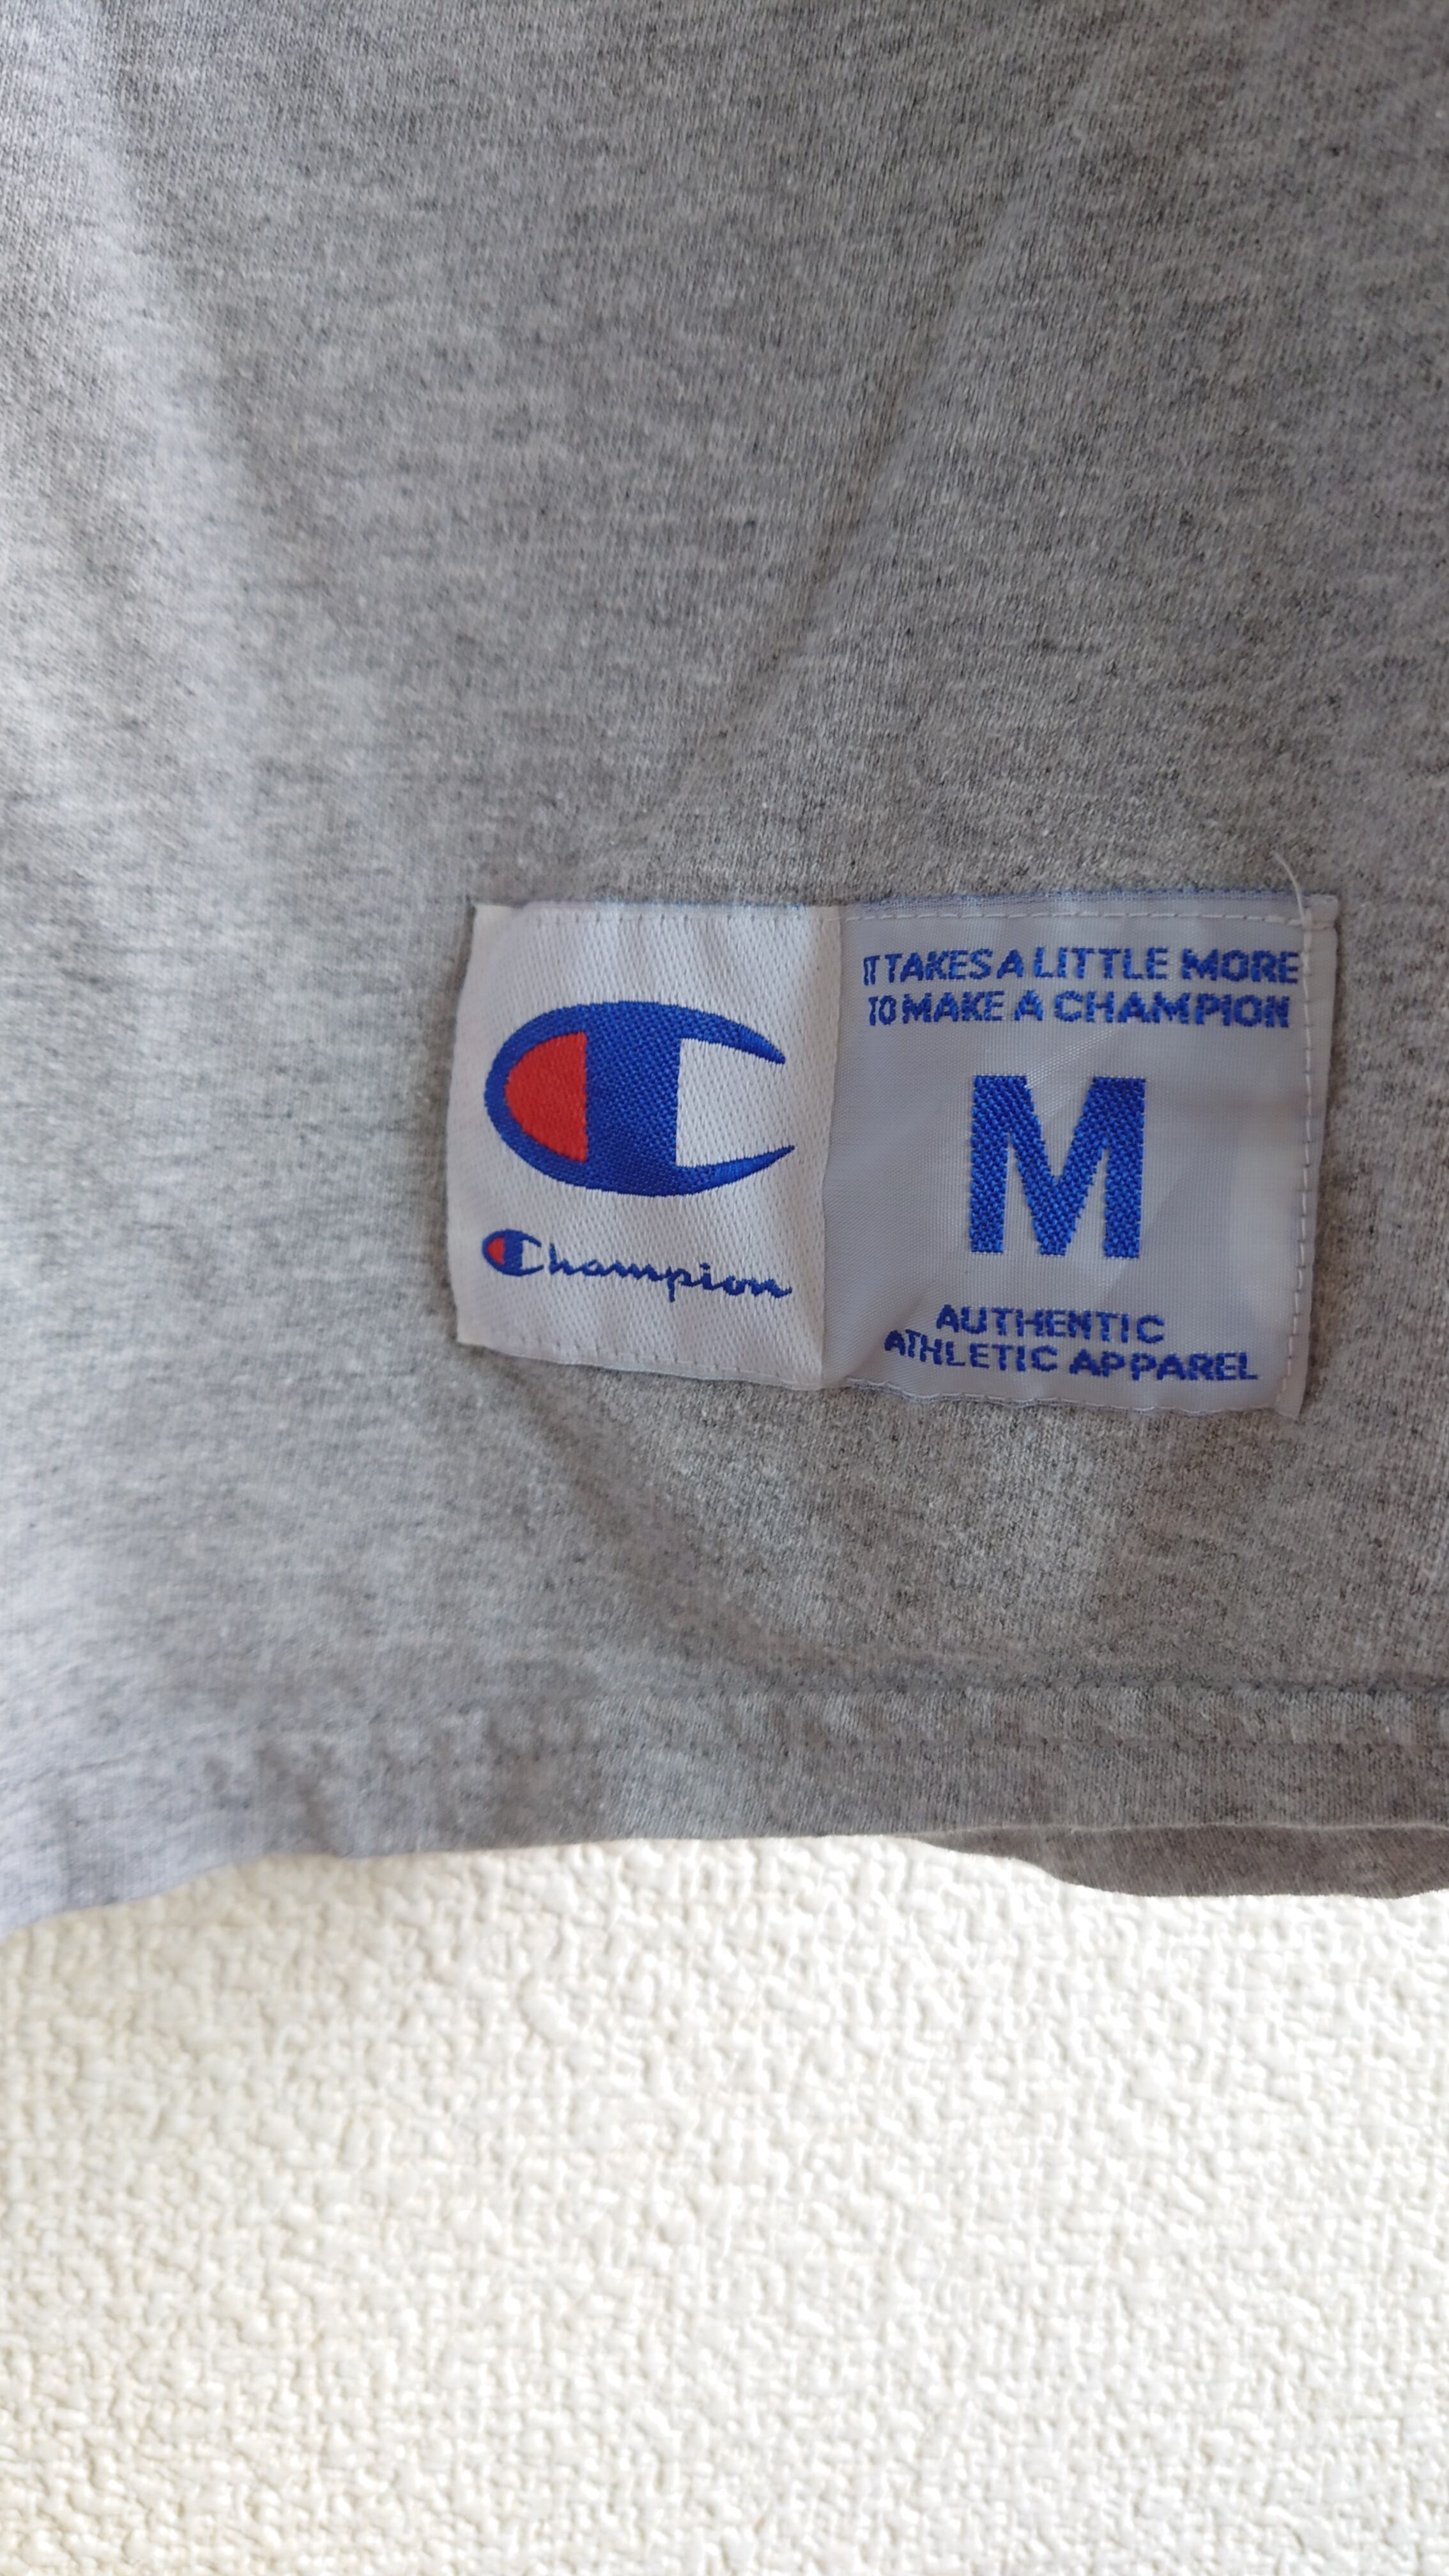 Champion
IT TAKES A LITTLE MORE
TO MAKE A CHAMPION
M
AUTHENTIC
ATHLETIC APPAREL